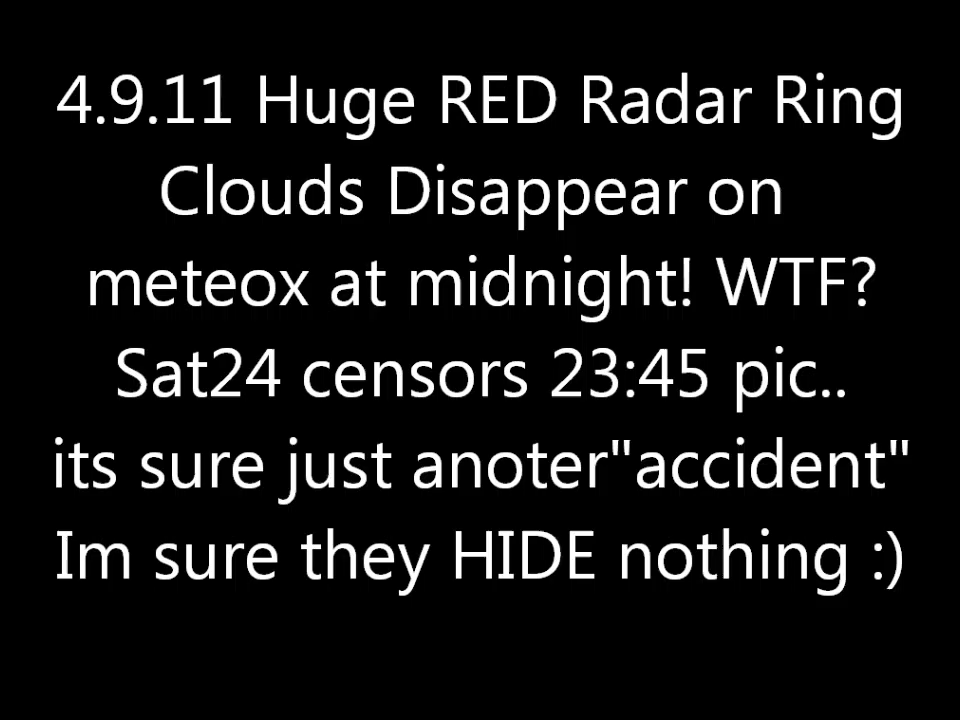 4.9.11 Huge RED Radar Ring
Clouds Disappear on
meteox at midnight! WTF?
Sat24 censors 23:45 pic..
its sure just anoter"accident"
Im sure they HIDE nothing :)